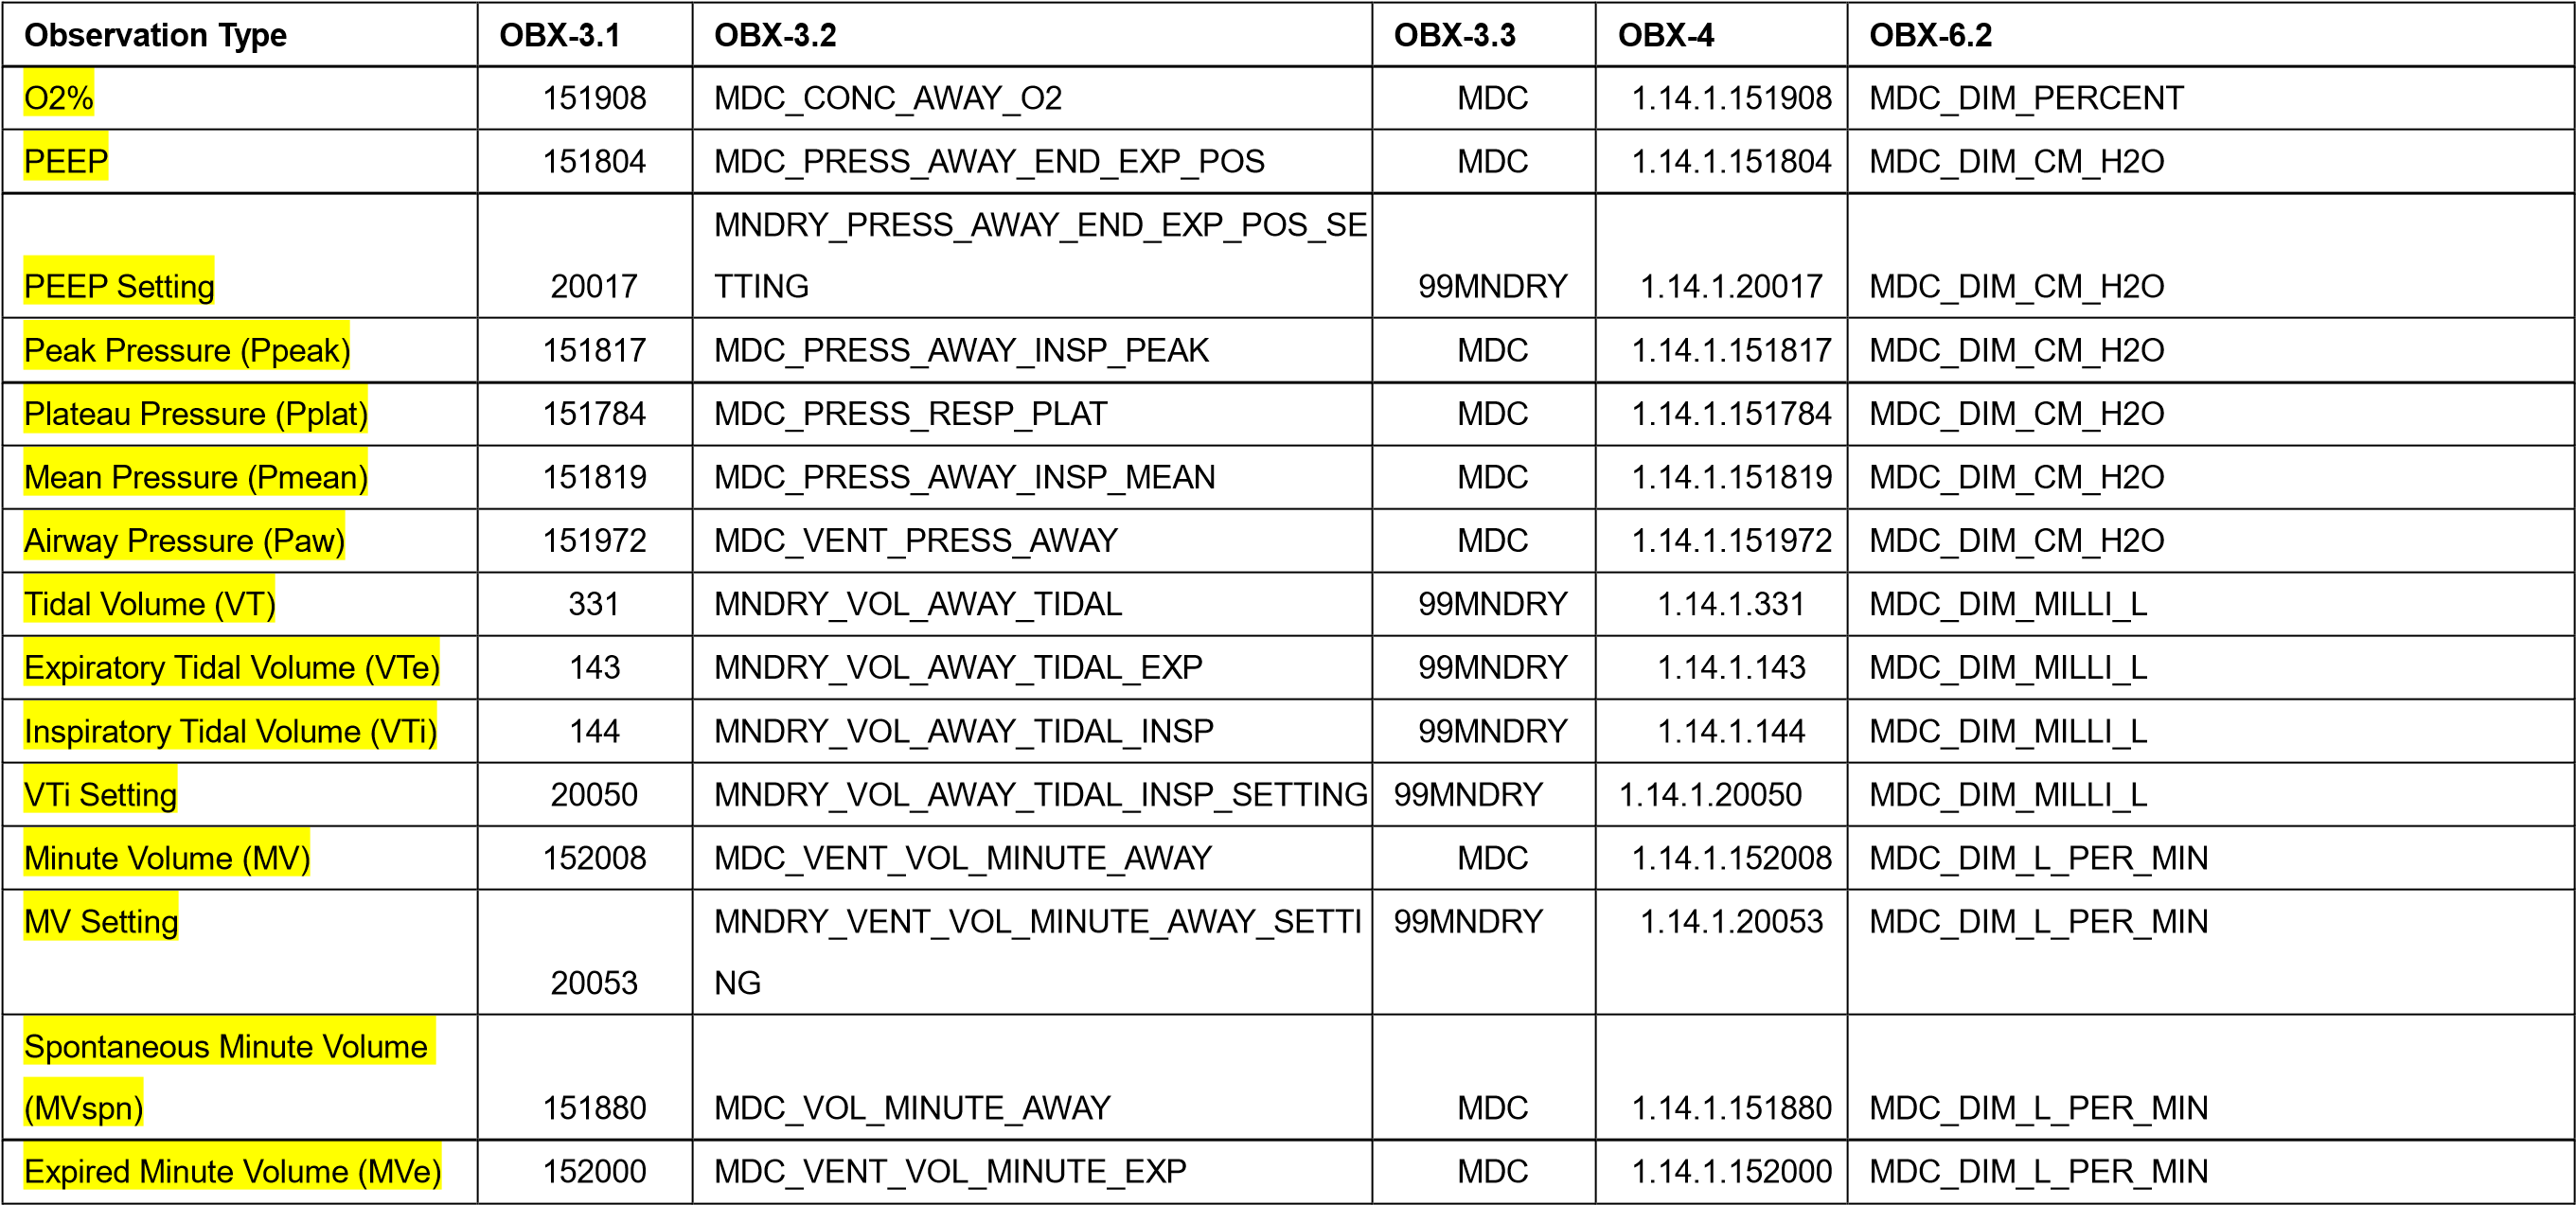 Observation Type OBX-3.1 OBX-3.2 OBX-3.3 OBX-4 OBX-6.2
O2% 151908 MDC_CONC_AWAY_O2 MDC 1.14.1.151908 MDC_DIM_PERCENT
PEEP 151804 MDC_PRESS_AWAY_END_EXP_POS MDC 1.14.1.151804 MDC_DIM_CM_H2O
MNDRY_PRESS_AWAY_END_EXP_POS_SE
PEEP Setting 20017 TTING 99MNDRY 1.14.1.20017 MDC_DIM_CM_H2O
Peak Pressure (Ppeak) 151817 MDC_PRESS_AWAY_INSP_PEAK MDC 1.14.1.151817 MDC_DIM_CM_H2O
Plateau Pressure (Pplat) 151784 MDC_PRESS_RESP_PLAT MDC 1.14.1.151784 MDC_DIM_CM_H2O
Mean Pressure (Pmean) 151819 MDC_PRESS_AWAY_INSP_MEAN MDC 1.14.1.151819 MDC_DIM_CM_H2O
Airway Pressure (Paw) 151972 MDC_VENT_PRESS_AWAY MDC 1.14.1.151972 MDC_DIM_CM_H2O
Tidal Volume (VT) 331 MNDRY_VOL_AWAY_TIDAL 99MNDRY 1.14.1.331 MDC_DIM_MILLI_L
Expiratory Tidal Volume (VTe) 143 MNDRY_VOL_AWAY_TIDAL_EXP 99MNDRY 1.14.1.143 MDC_DIM_MILLI_L
Inspiratory Tidal Volume (VTi) 144 MNDRY_VOL_AWAY_TIDAL_INSP 99MNDRY 1.14.1.144 MDC_DIM_MILLI_L
VTi Setting 20050 MNDRY_VOL_AWAY_TIDAL_INSP_SETTING 99MNDRY 1.14.1.20050 MDC_DIM_MILLI_L
Minute Volume (MV) 152008 MDC_VENT_VOL_MINUTE_AWAY MDC 1.14.1.152008 MDC_DIM_L_PER_MIN
MV Setting MNDRY_VENT_VOL_MINUTE_AWAY_SETTI 99MNDRY 1.14.1.20053 MDC_DIM_L_PER_MIN
20053 NG
Spontaneous Minute Volume
(MVspn) 151880 MDC_VOL_MINUTE_AWAY MDC 1.14.1.151880 MDC_DIM_L_PER_MIN
Expired Minute Volume (MVe) 152000 MDC_VENT_VOL_MINUTE_EXP MDC 1.14.1.152000 MDC_DIM_L_PER_MIN